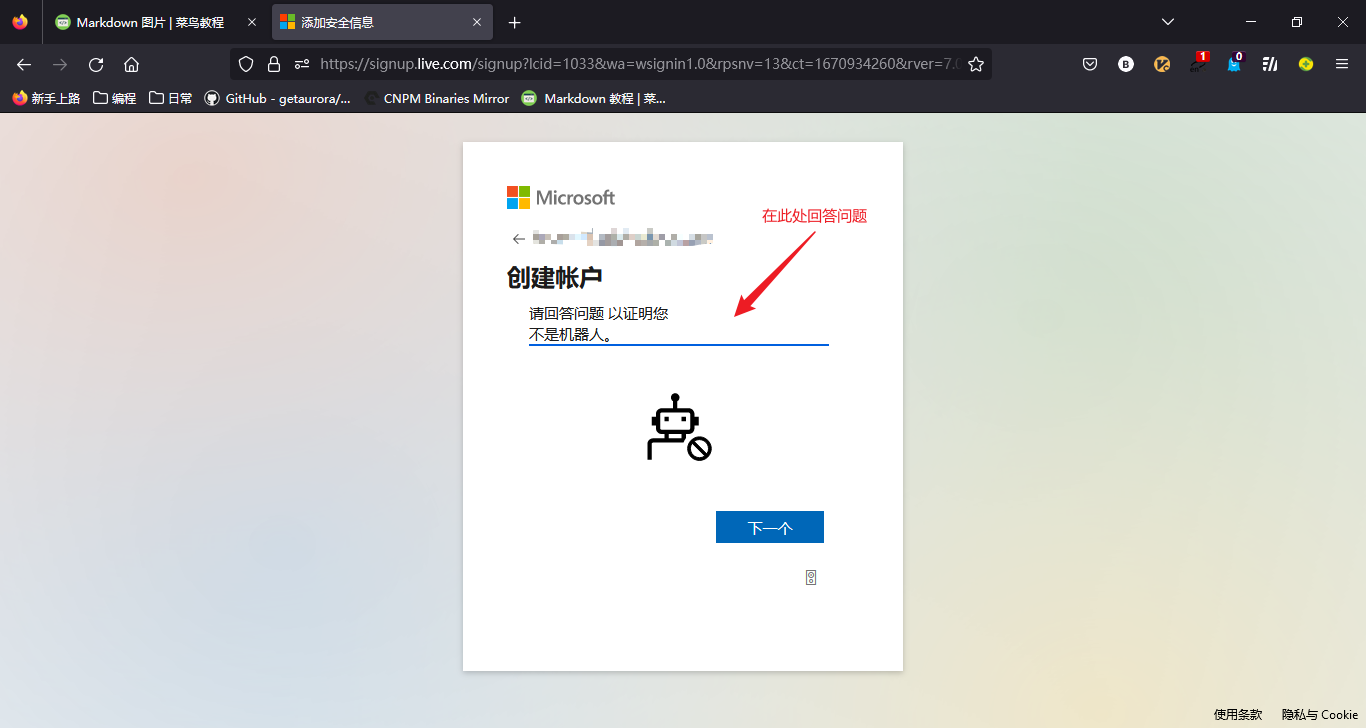 Markdown 图片 | 菜鸟教程
添加安全信息
https://signup.live.com/signup?lcid=1033&wa=wsignin1.0&rpsnv=13&ct=1670934260&rver=7.0
B
en
1
0
新手上路
编程
日常
GitHub - getaurora/...
CNPM Binaries Mirror
Markdown 教程 | 菜...
Microsoft
在此处回答问题
创建帐户
请回答问题 以证明您
不是机器人。
下一个
使用条款
隐私与 Cookie